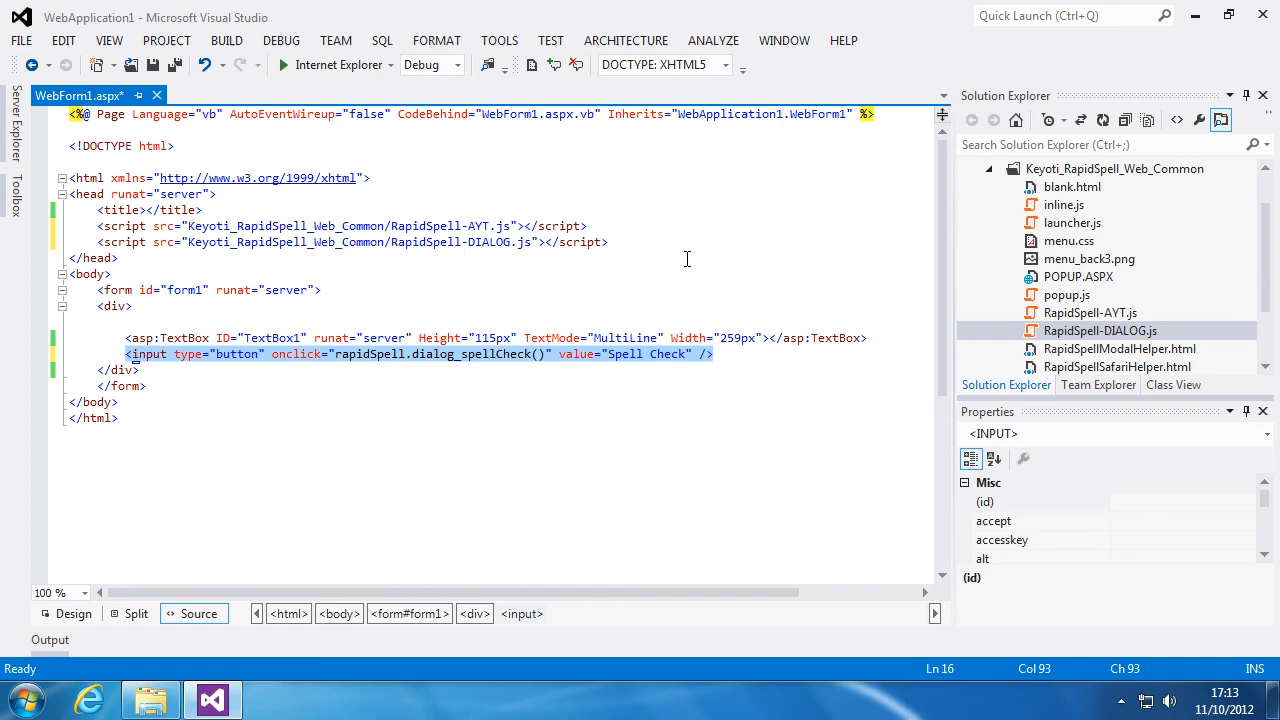 WebApplication1 - Microsoft Visual Studio
Quick Launch (Ctrl+Q)
FILE EDIT VIEW PROJECT BUILD DEBUG TEAM SQL FORMAT TOOLS TEST ARCHITECTURE ANALYZE WINDOW HELP
Internet Explorer Debug DOCTYPE: XHTML5
Server Explorer
Toolbox
WebForm1.aspx*
<%@ Page Language="vb" AutoEventWireup="false" CodeBehind="WebForm1.aspx.vb" Inherits="WebApplication1.WebForm1" %>
<!DOCTYPE html>
<html xmlns="http://www.w3.org/1999/xhtml">
<head runat="server">
<title></title>
<script src="Keyoti_RapidSpell_Web_Common/RapidSpell-AYT.js"></script>
<script src="Keyoti_RapidSpell_Web_Common/RapidSpell-DIALOG.js"></script>
</head>
<body>
<form id="form1" runat="server">
<div>
<asp:TextBox ID="TextBox1" runat="server" Height="115px" TextMode="MultiLine" Width="259px"></asp:TextBox>
<input type="button" onclick="rapidSpell.dialog_spellCheck()" value="Spell Check" />
</div>
</form>
</body>
</html>
100 %
Design Split Source <html> <body> <form#form1> <div> <input>
Output
Solution Explorer
Search Solution Explorer (Ctrl+;)
Keyoti_RapidSpell_Web_Common
blank.html
inline.js
launcher.js
menu.css
menu_back3.png
POPUP.ASPX
popup.js
RapidSpell-AYT.js
RapidSpell-DIALOG.js
RapidSpellModalHelper.html
RapidSpellSafariHelper.html
Solution Explorer Team Explorer Class View
Properties
<INPUT>
Misc
(id)
accept
accesskey
alt
(id)
Ready Ln 16 Col 93 Ch 93 INS
17:13
11/10/2012